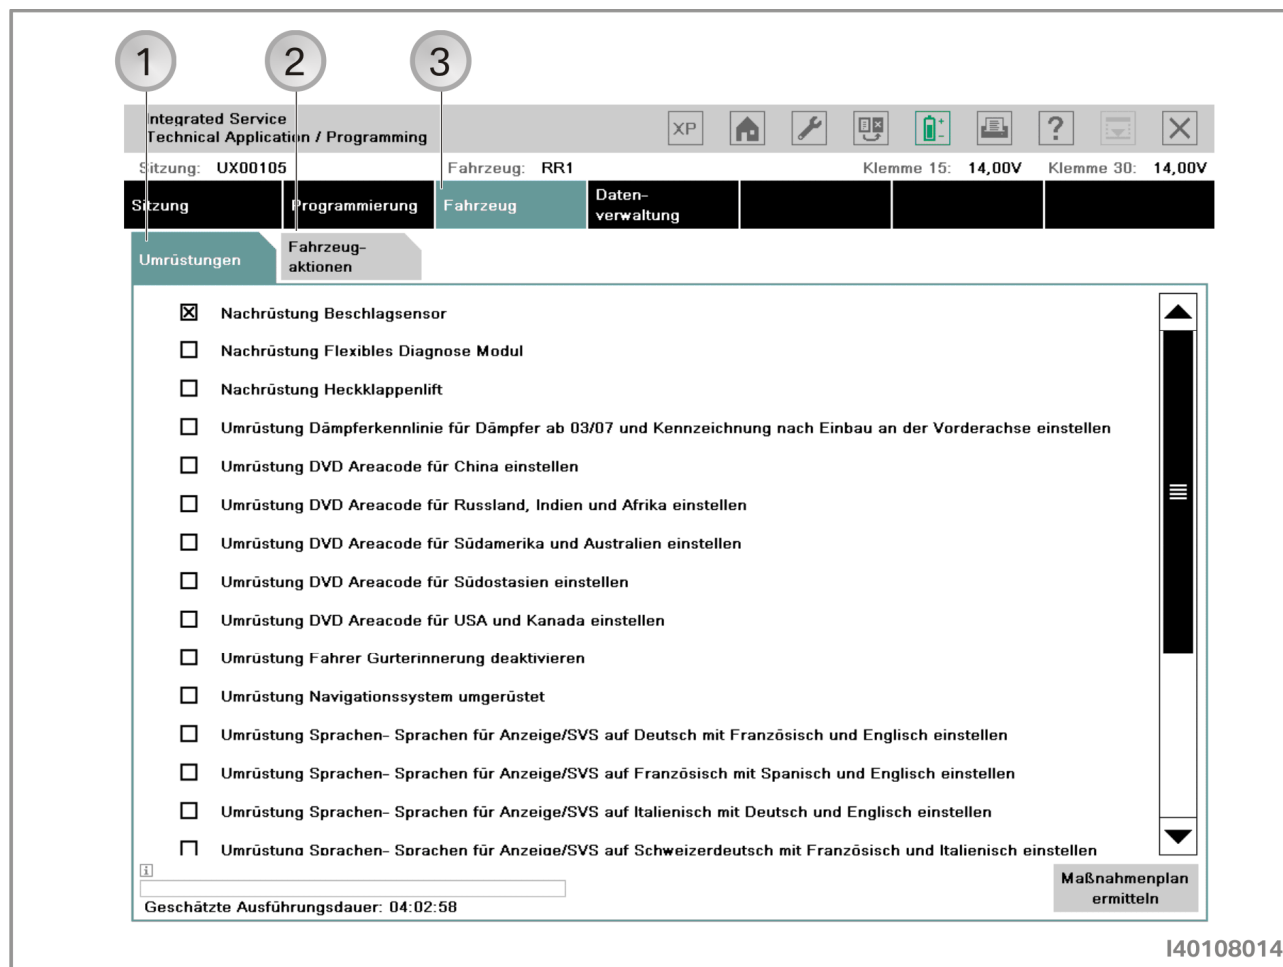 1 2 3
Integrated Service
Technical Application / Programming
XP
?
Sitzung: UX00105 Fahrzeug: RR1 Klemme 15: 14,00V Klemme 30: 14,00V
Sitzung Programmierung Fahrzeug Daten-
verwaltung
Umrüstungen Fahrzeug-
aktionen
Nachrüstung Beschlagsensor
Nachrüstung Flexibles Diagnose Modul
Nachrüstung Heckklappenlift
Umrüstung Dämpferkennlinie für Dämpfer ab 03/07 und Kennzeichnung nach Einbau an der Vorderachse einstellen
Umrüstung DVD Areacode für China einstellen
Umrüstung DVD Areacode für Russland, Indien und Afrika einstellen
Umrüstung DVD Areacode für Südamerika und Australien einstellen
Umrüstung DVD Areacode für Südostasien einstellen
Umrüstung DVD Areacode für USA und Kanada einstellen
Umrüstung Fahrer Gurterinnerung deaktivieren
Umrüstung Navigationssystem umgerüstet
Umrüstung Sprachen- Sprachen für Anzeige/SVS auf Deutsch mit Französisch und Englisch einstellen
Umrüstung Sprachen- Sprachen für Anzeige/SVS auf Französisch mit Spanisch und Englisch einstellen
Umrüstung Sprachen- Sprachen für Anzeige/SVS auf Italienisch mit Deutsch und Englisch einstellen
Umrüstung Sprachen- Sprachen für Anzeige/SVS auf Schweizerdeutsch mit Französisch und Italienisch einstellen
i
Geschätzte Ausführungsdauer: 04:02:58
Maßnahmenplan
ermitteln
I40108014